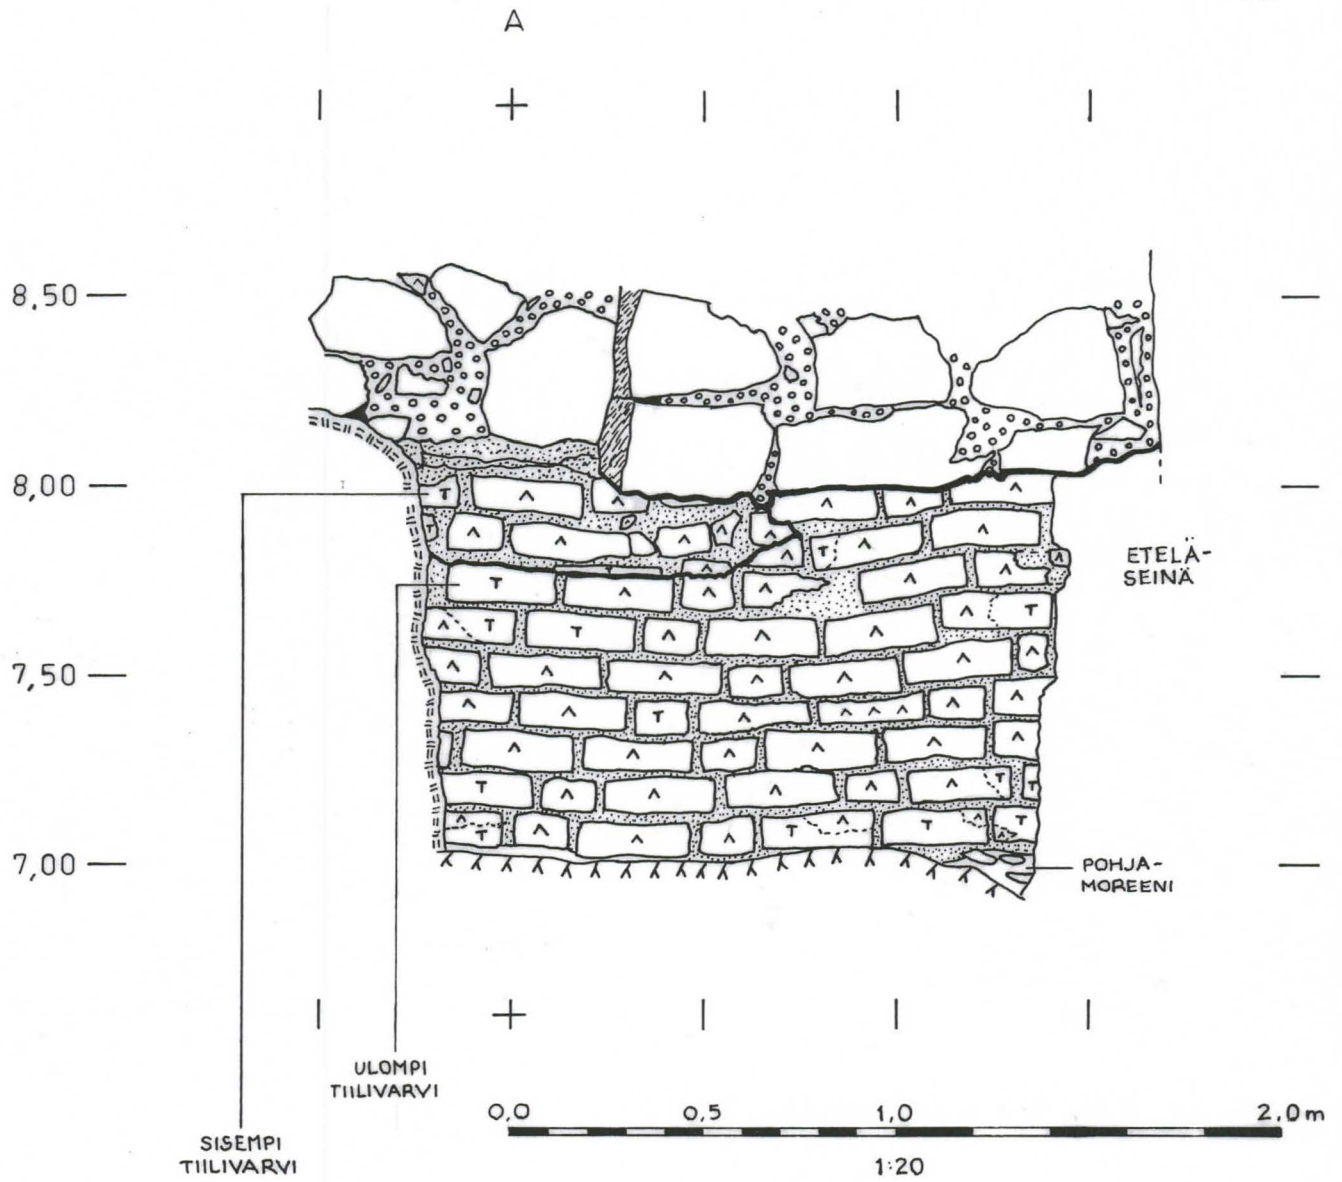 A
8,50
8,00
ETELÄ-
SEINÄ
7,50
7,00
POHJA-
MOREENI
ULOMPI
TIILIVARVI
SISEMPI
TIILIVARVI
0,0 0,5 1,0 2.0m
1:20